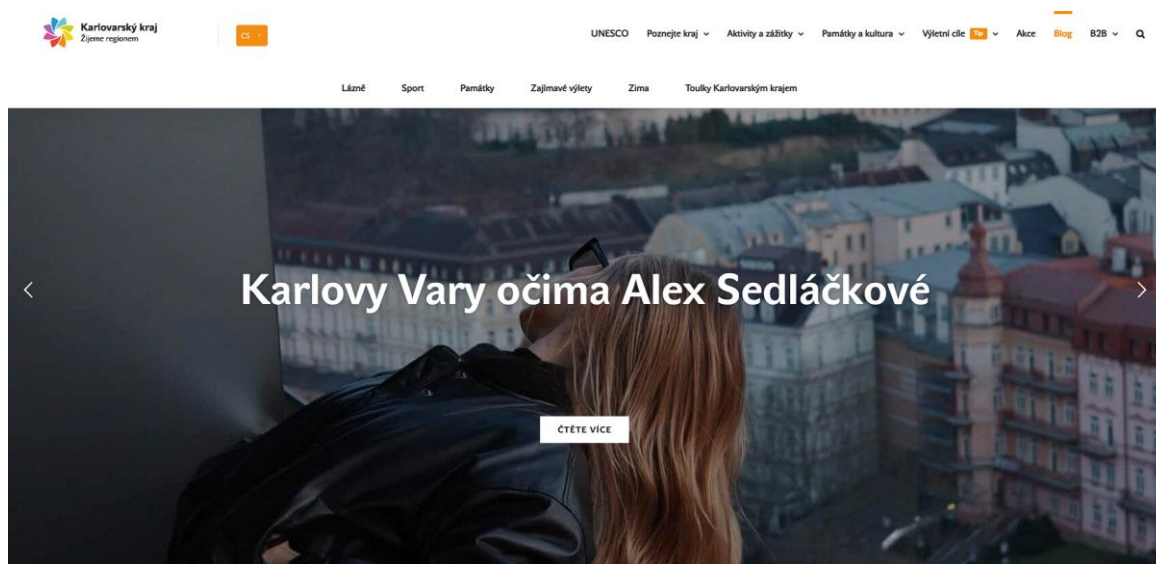 Karlovarský kraj
Žijeme regionem
CS
UNESCO Poznejte kraj Aktivity a zážitky Památky a kultura Výletní cíle Tip Akce Blog B2B
Lázně Sport Památky Zajímavé výlety Zima Toulky Karlovarským krajem
Karlovy Vary očima Alex Sedláčkové
ČTĚTE VÍCE